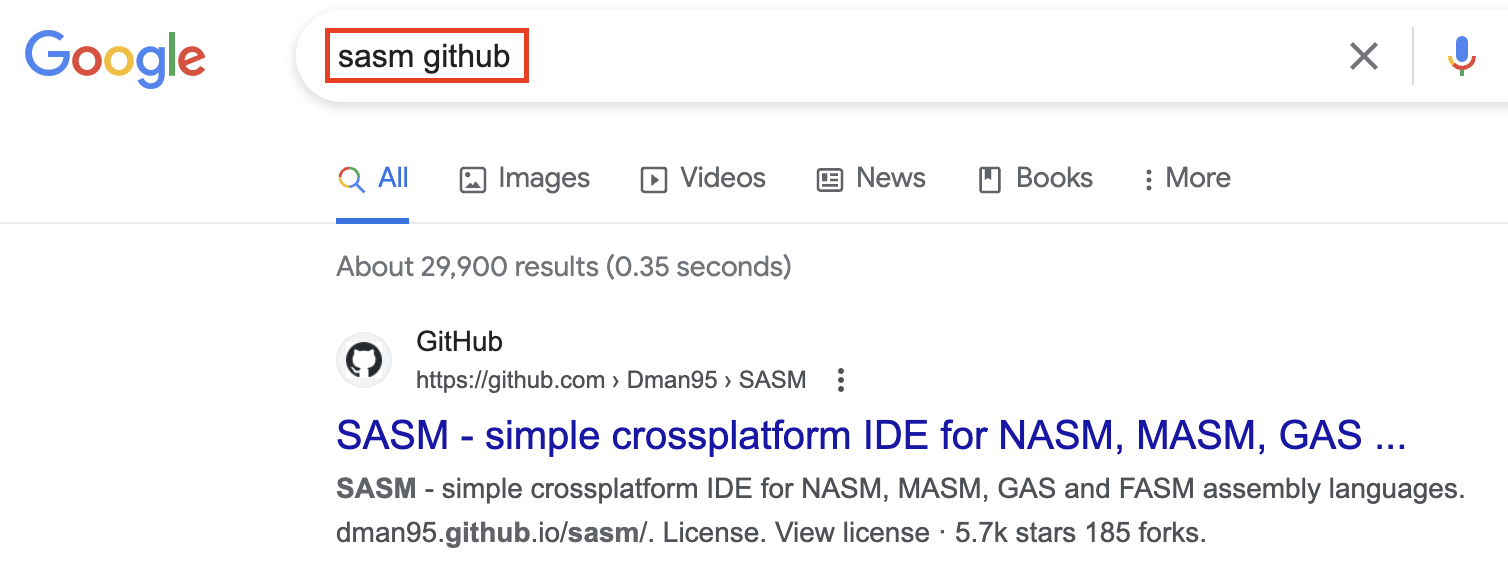 Google
sasm github
All Images Videos News Books More
About 29,900 results (0.35 seconds)
GitHub
https://github.com › Dman95 › SASM
SASM - simple crossplatform IDE for NASM, MASM, GAS ...
SASM - simple crossplatform IDE for NASM, MASM, GAS and FASM assembly languages.
dman95.github.io/sasm/. License. View license · 5.7k stars 185 forks.